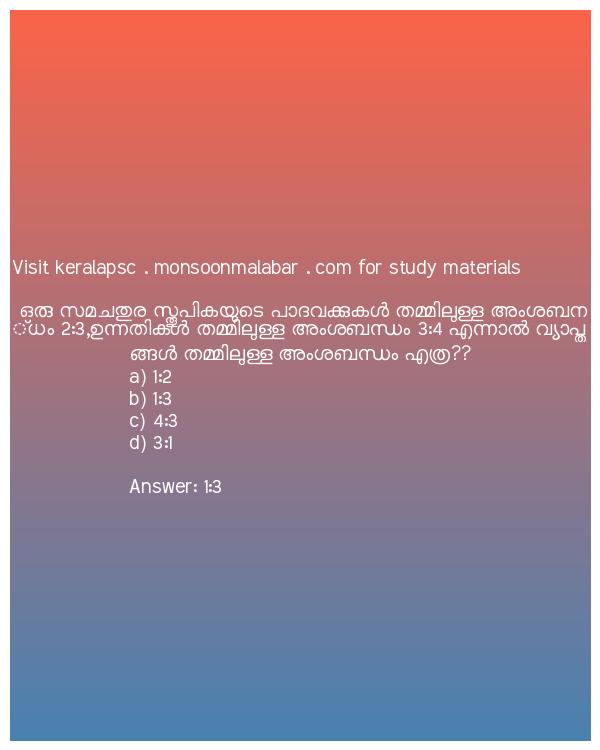 Visit keralapsc . monsoonmalabar . com for study materials
ഒരു സമചതുര സ്തൂപികയുടെ പാദവക്കുകൾ തമ്മിലുള്ള അംശബന
്ധം 2:3,ഉന്നതികൾ തമ്മിലുള്ള അംശബന്ധം 3:4 എന്നാൽ വ്യാപ്ത
ങ്ങൾ തമ്മിലുള്ള അംശബന്ധം എത്ര??
a) 1:2
b) 1:3
c) 4:3
d) 3:1
Answer: 1:3